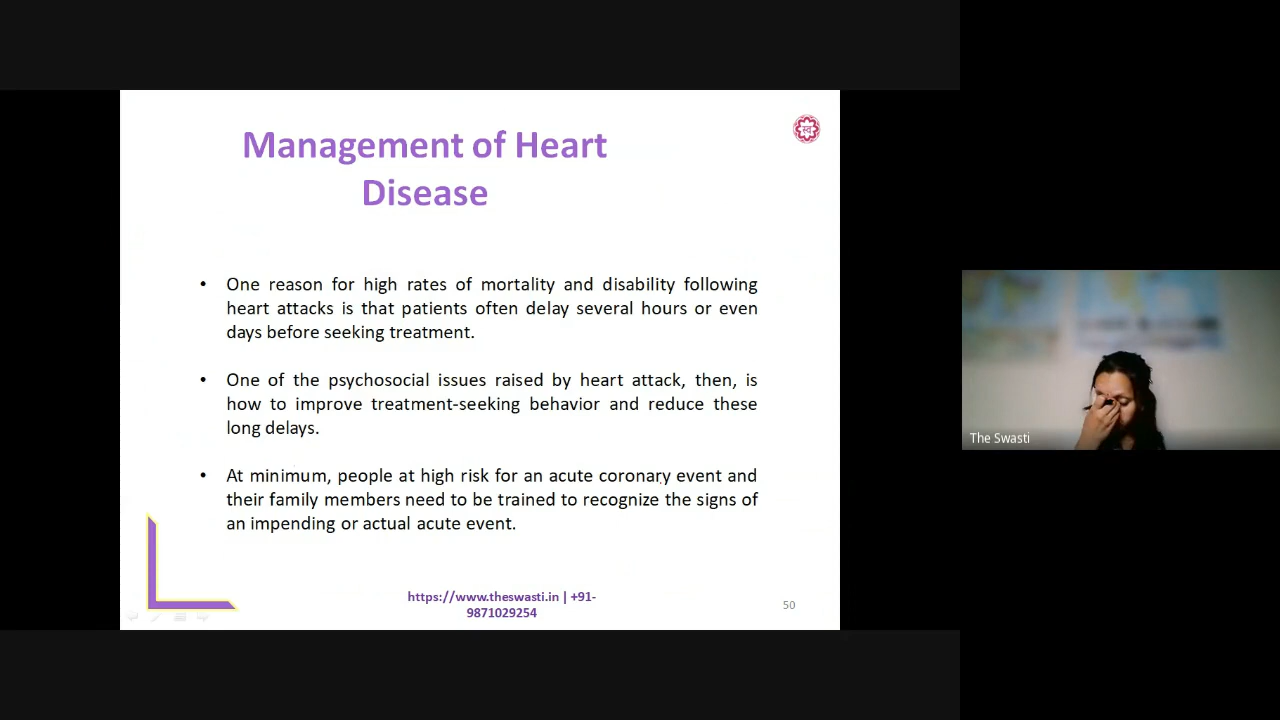 Management of Heart
Disease
• One reason for high rates of mortality and disability following
heart attacks is that patients often delay several hours or even
days before seeking treatment.
• One of the psychosocial issues raised by heart attack, then, is
how to improve treatment-seeking behavior and reduce these
long delays.
• At minimum, people at high risk for an acute coronary event and
their family members need to be trained to recognize the signs of
an impending or actual acute event.
https://www.theswasti.in | +91-
9871029254
50
The Swasti